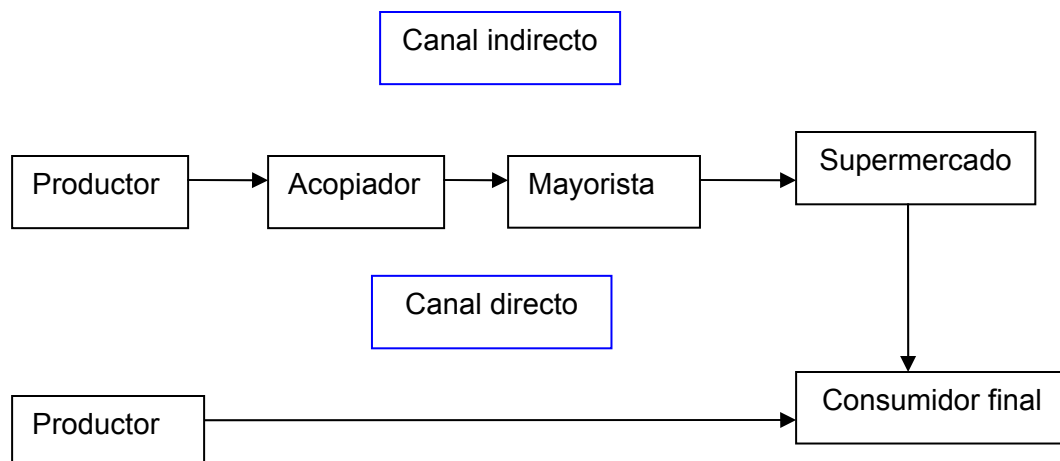 Canal indirecto
Productor
Acopiador
Mayorista
Supermercado
Canal directo
Productor
Consumidor final